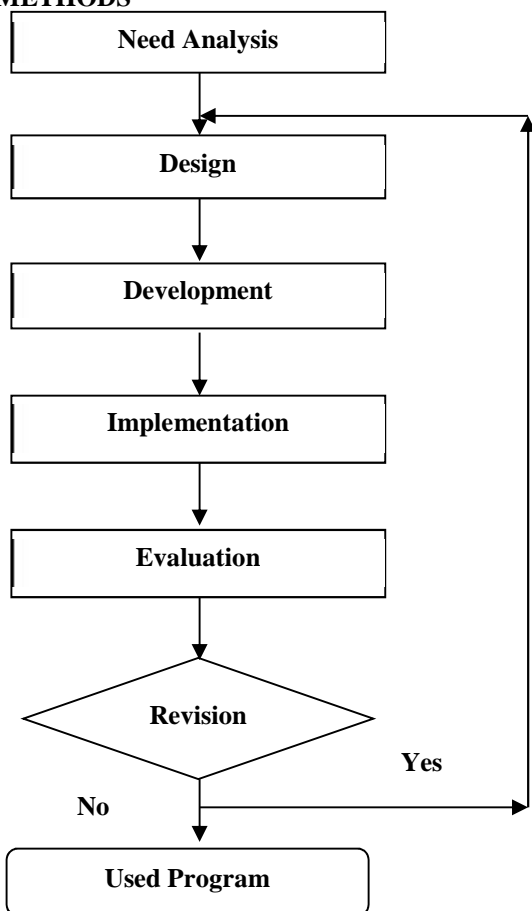 METHODS
Need Analysis
Design
Development
Implementation
Evaluation
Revision
Yes
No
Used Program